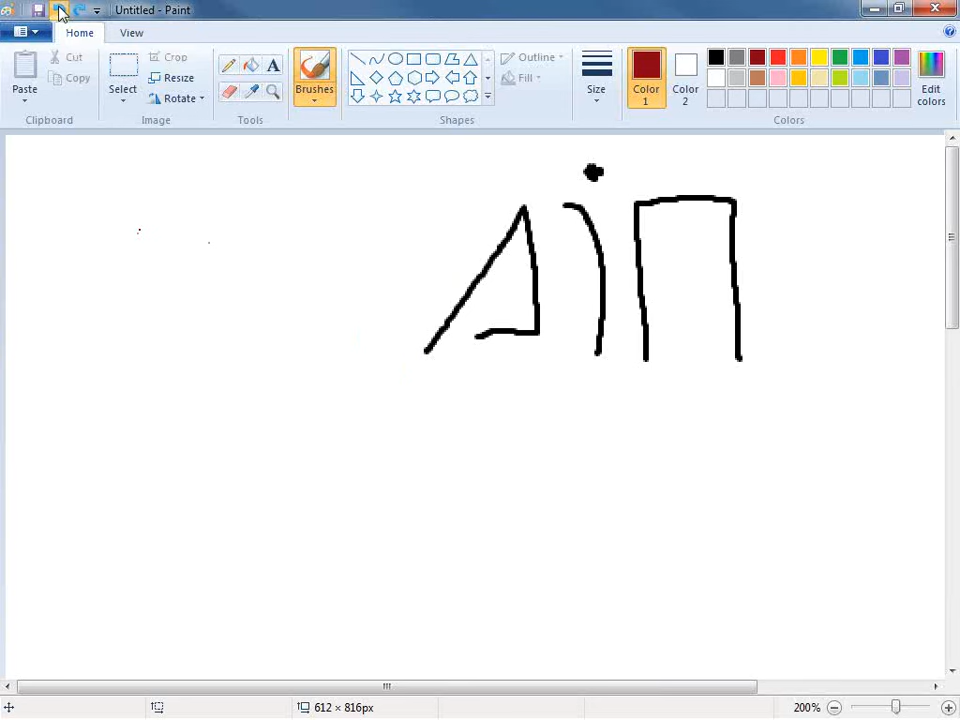 Untitled - Paint
Home View
Paste Cut Copy Select Crop Resize Rotate Brushes Outline Fill Size Color 1 Color 2 Edit colors
Clipboard Image Tools Shapes Colors
חוֹמ
612 × 816px 200%